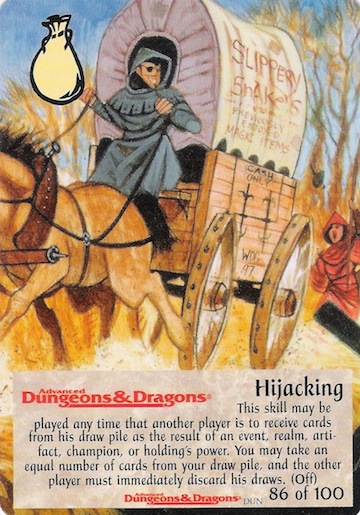 SLIPPERY
SNAKOR'S
PREVIOUSLY
ENJOYED
MAGIC ITEMS
CASH
ONLY
Advanced
Dungeons & Dragons®
Hijacking
This skill may be
played any time that another player is to receive cards
from his draw pile as the result of an event, realm, arti-
fact, champion, or holding's power. You may take an
equal number of cards from your draw pile, and the other
player must immediately discard his draws. (Off)
Advanced
Dungeons & Dragons®
DUN
86 of 100